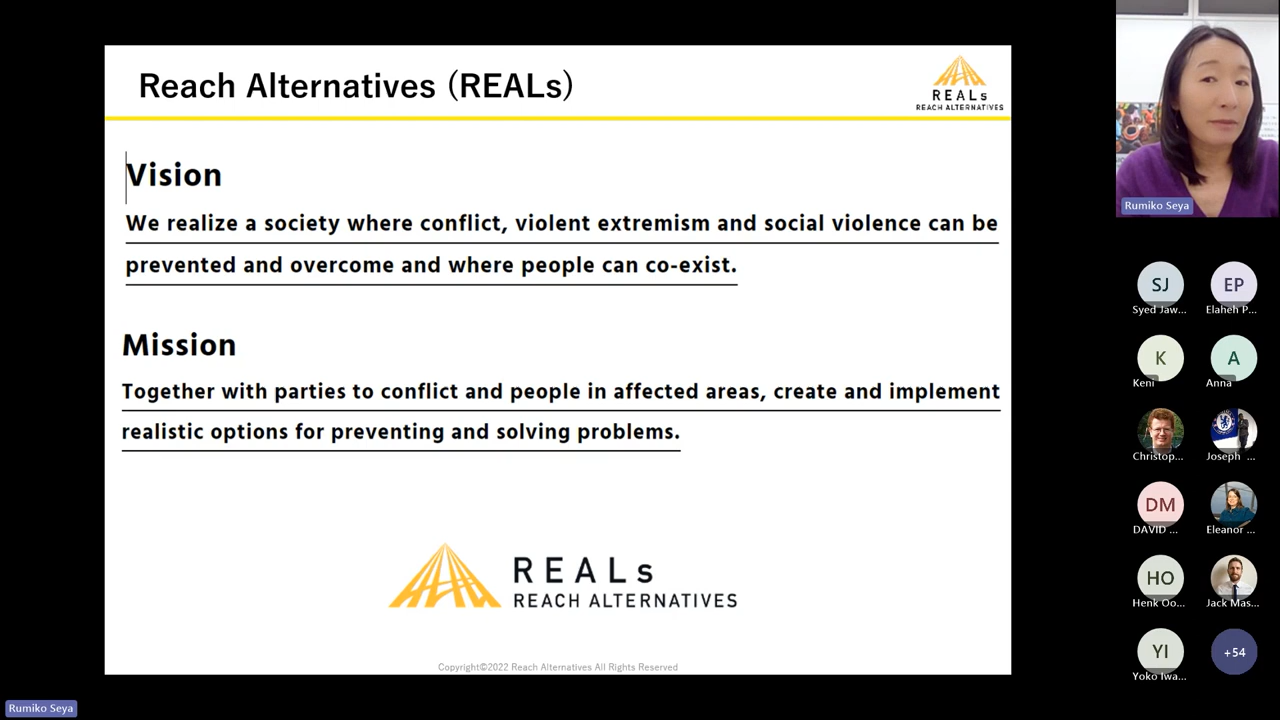 Reach Alternatives (REALs)
REALs
REACH ALTERNATIVES
Vision
We realize a society where conflict, violent extremism and social violence can be
prevented and overcome and where people can co-exist.
Mission
Together with parties to conflict and people in affected areas, create and implement
realistic options for preventing and solving problems.
REALs
REACH ALTERNATIVES
Copyright©2022 Reach Alternatives All Rights Reserved
Rumiko Seya
SJ
Syed Jaw...
EP
Elaheh P...
K
Keni
A
Anna
Christop...
Joseph ...
DM
DAVID ...
Eleanor ...
HO
Henk Oo...
Jack Mas...
YI
Yoko Iwa...
+54
Rumiko Seya